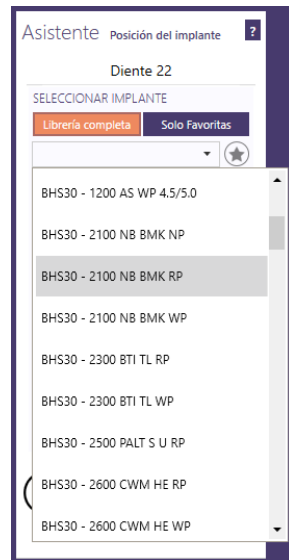 Asistente Posición del implante ?
Diente 22
SELECCIONAR IMPLANTE
Librería completa Solo Favoritas
BHS30 - 1200 AS WP 4.5/5.0
BHS30 - 2100 NB BMK NP
BHS30 - 2100 NB BMK RP
BHS30 - 2100 NB BMK WP
BHS30 - 2300 BTI TL RP
BHS30 - 2300 BTI TL WP
BHS30 - 2500 PALT S U RP
BHS30 - 2600 CWM HE RP
BHS30 - 2600 CWM HE WP